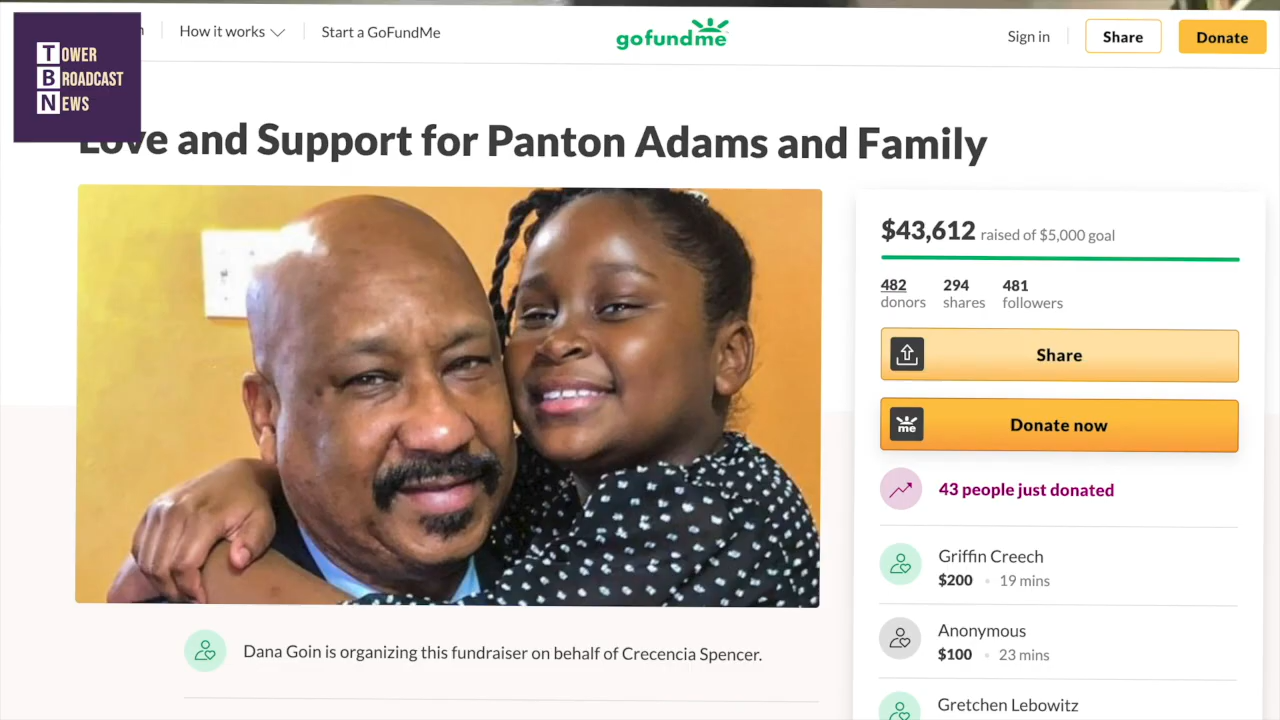 How it works
Start a GoFundMe
gofundme
Sign in
Share
Donate
TOWER
BROADCAST
NEWS
Love and Support for Panton Adams and Family
$43,612 raised of $5,000 goal
482 donors
294 shares
481 followers
Share
me
Donate now
43 people just donated
Griffin Creech
$200 • 19 mins
Anonymous
$100 • 23 mins
Gretchen Lebowitz
Dana Goin is organizing this fundraiser on behalf of Crecencia Spencer.